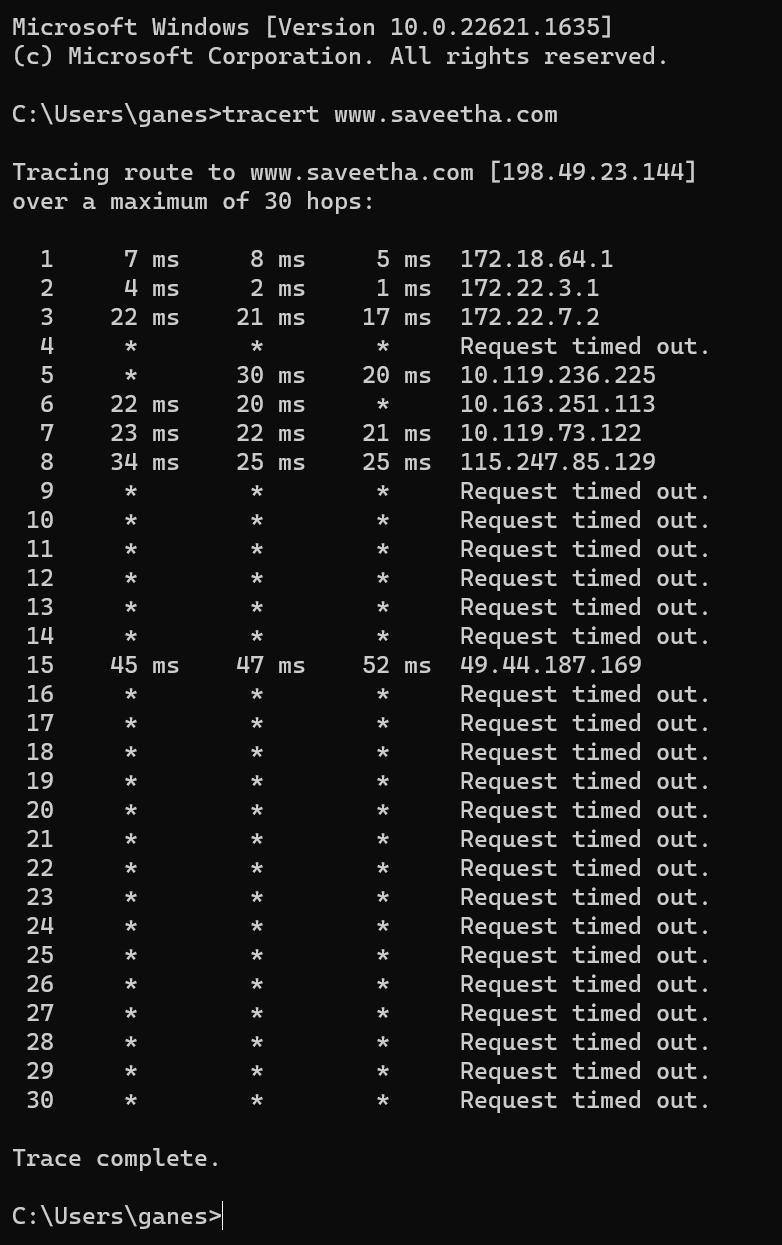 Microsoft Windows [Version 10.0.22621.1635]
(c) Microsoft Corporation. All rights reserved.
C:\Users\ganes>tracert www.saveetha.com
Tracing route to www.saveetha.com [198.49.23.144]
over a maximum of 30 hops:
1 7 ms 8 ms 5 ms 172.18.64.1
2 4 ms 2 ms 1 ms 172.22.3.1
3 22 ms 21 ms 17 ms 172.22.7.2
4 * * * Request timed out.
5 * 30 ms 20 ms 10.119.236.225
6 22 ms 20 ms * 10.163.251.113
7 23 ms 22 ms 21 ms 10.119.73.122
8 34 ms 25 ms 25 ms 115.247.85.129
9 * * * Request timed out.
10 * * * Request timed out.
11 * * * Request timed out.
12 * * * Request timed out.
13 * * * Request timed out.
14 * * * Request timed out.
15 45 ms 47 ms 52 ms 49.44.187.169
16 * * * Request timed out.
17 * * * Request timed out.
18 * * * Request timed out.
19 * * * Request timed out.
20 * * * Request timed out.
21 * * * Request timed out.
22 * * * Request timed out.
23 * * * Request timed out.
24 * * * Request timed out.
25 * * * Request timed out.
26 * * * Request timed out.
27 * * * Request timed out.
28 * * * Request timed out.
29 * * * Request timed out.
30 * * * Request timed out.
Trace complete.
C:\Users\ganes>